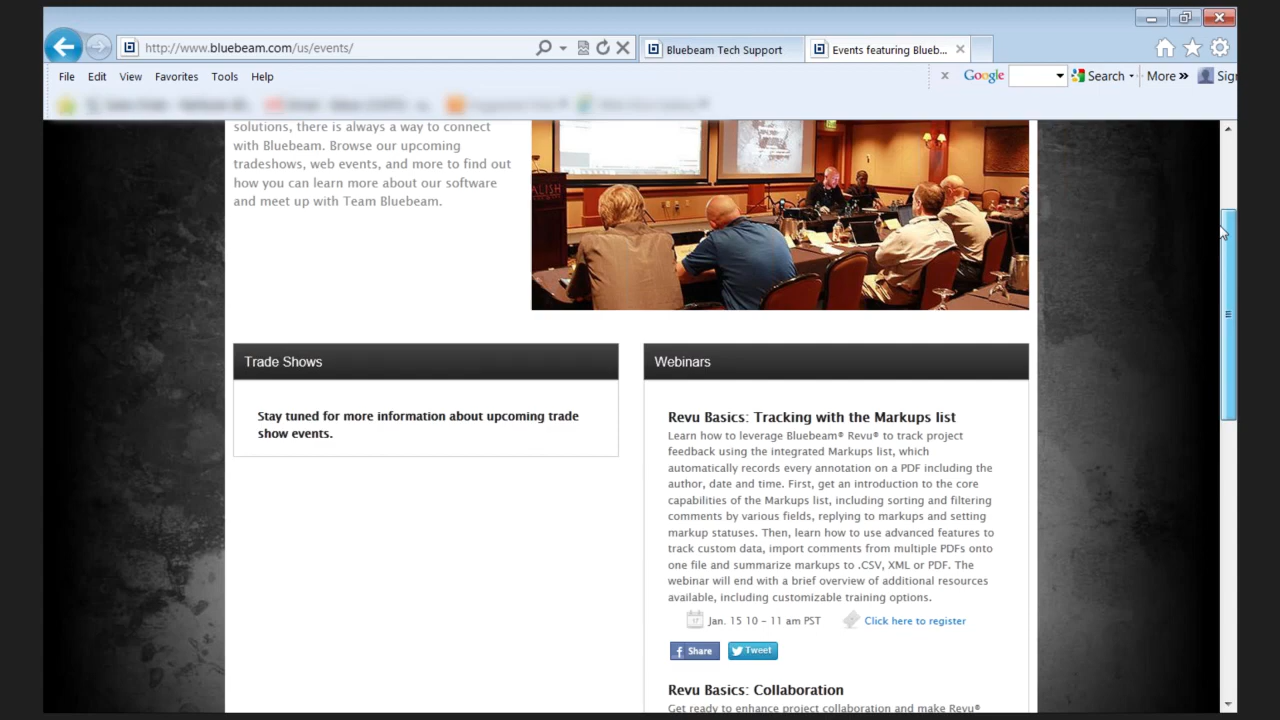 http://www.bluebeam.com/us/events/
Bluebeam Tech Support
Events featuring Blueb...
File Edit View Favorites Tools Help
Google
Search
More »
Sign
solutions, there is always a way to connect
with Bluebeam. Browse our upcoming
tradeshows, web events, and more to find out
how you can learn more about our software
and meet up with Team Bluebeam.
Trade Shows
Stay tuned for more information about upcoming trade
show events.
Webinars
Revu Basics: Tracking with the Markups list
Learn how to leverage Bluebeam® Revu® to track project
feedback using the integrated Markups list, which
automatically records every annotation on a PDF including the
author, date and time. First, get an introduction to the core
capabilities of the Markups list, including sorting and filtering
comments by various fields, replying to markups and setting
markup statuses. Then, learn how to use advanced features to
track custom data, import comments from multiple PDFs onto
one file and summarize markups to .CSV, XML or PDF. The
webinar will end with a brief overview of additional resources
available, including customizable training options.
Jan. 15 10 - 11 am PST
Click here to register
Share
Tweet
Revu Basics: Collaboration
Get ready to enhance project collaboration and make Revu®